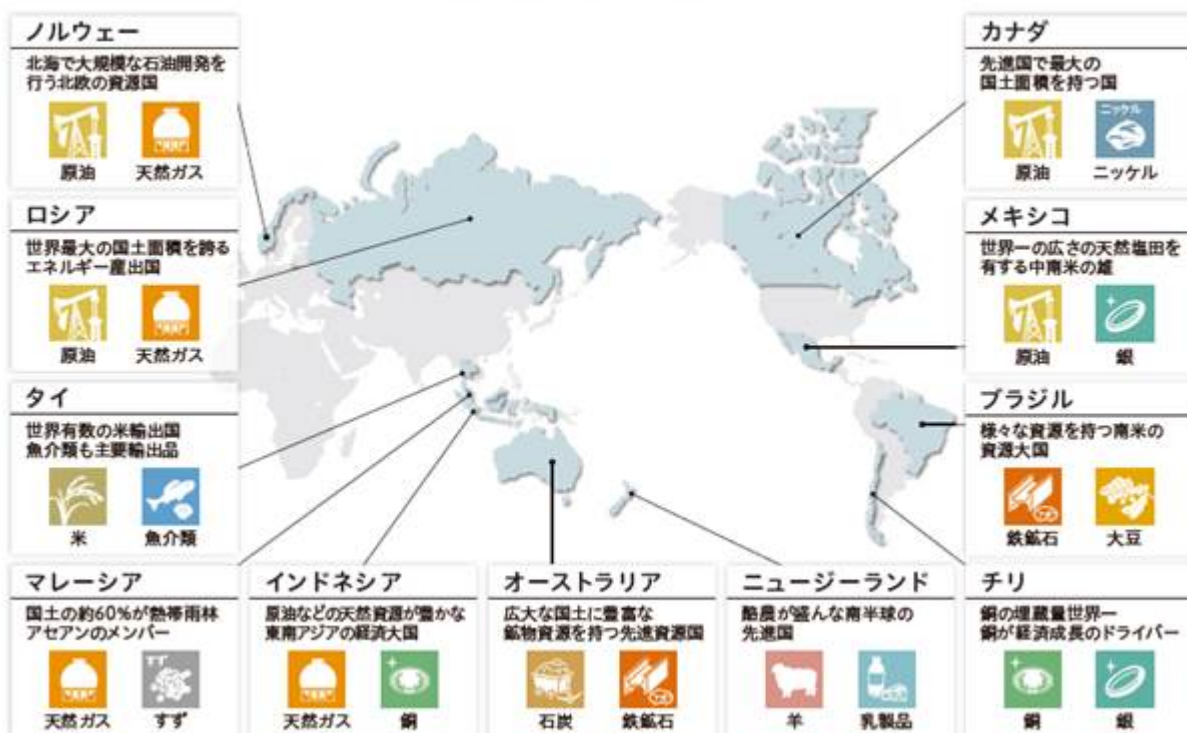 ノルウェー
北海で大規模な石油開発を
行う北欧の資源国
原油
天然ガス
ロシア
世界最大の国土面積を誇る
エネルギー産出国
原油
天然ガス
タイ
世界有数の米輸出国
魚介類も主要輸出品
米
魚介類
マレーシア
国土の約60%が熱帯雨林
アセアンのメンバー
天然ガス
すず
すず
インドネシア
原油などの天然資源が豊かな
東南アジアの経済大国
天然ガス
銅
オーストラリア
広大な国土に豊富な
鉱物資源を持つ先進資源国
石炭
鉄鉱石
ニュージーランド
酪農が盛んな南半球の
先進国
羊
乳製品
カナダ
先進国で最大の
国土面積を持つ国
原油
ニッケル
ニッケル
メキシコ
世界一の広さの天然塩田を
有する中南米の雄
原油
銀
ブラジル
様々な資源を持つ南米の
資源大国
鉄鉱石
大豆
チリ
銅の埋蔵量世界一
銅が経済成長のドライバー
銅
銀